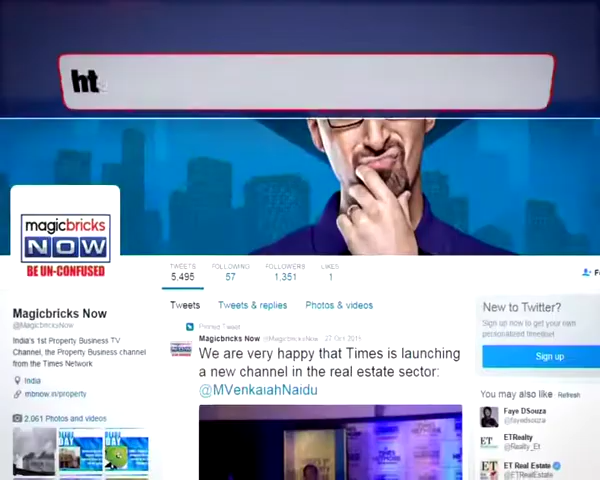 ht
magicbricks
NOW
BE UN-CONFUSED
TWEETS
5,495
FOLLOWING
57
FOLLOWERS
1,351
LIKES
1
Magicbricks Now
@MagicbricksNow
India's 1st Property Business TV
Channel, the Property Business channel
from the Times Network
India
mbnow.in/property
2,061 Photos and videos
Tweets
Tweets & replies
Photos & videos
Pinned Tweet
Magicbricks Now @MagicbricksNow · 27 Oct 2015
We are very happy that Times is launching
a new channel in the real estate sector:
@MVenkaiahNaidu
New to Twitter?
Sign up now to get your own
personalized timeline!
Sign up
You may also like Refresh
Faye DSouza
@fayedsouza
ET
ETRealty
@Realty_Et
ET
ET Real Estate
@ETRealEstate